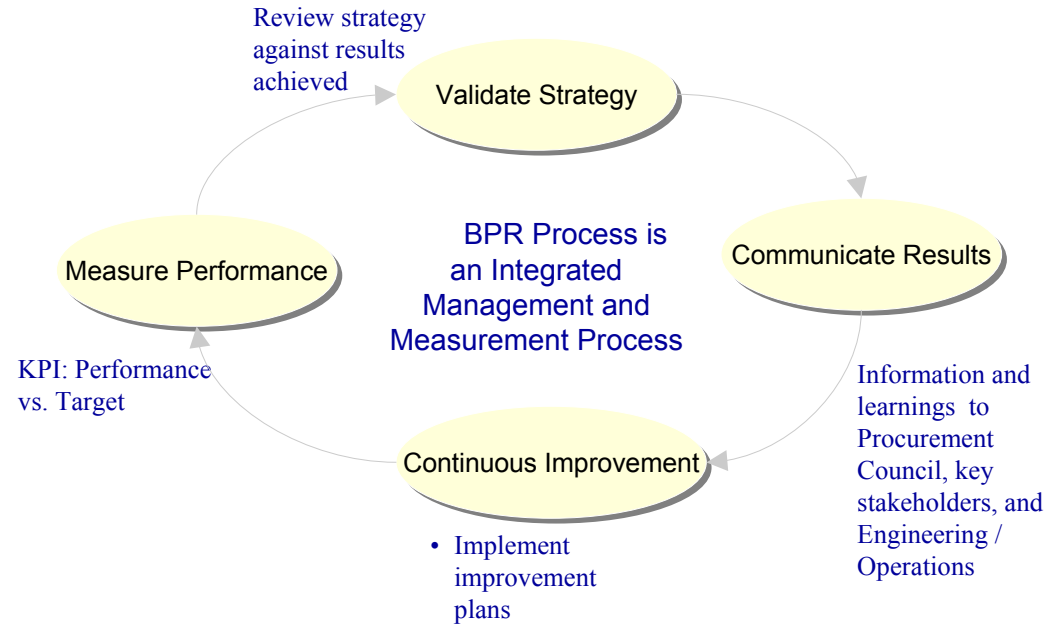 Review strategy
against results
achieved
Validate Strategy
Communicate Results
Measure Performance
BPR Process is
an Integrated
Management and
Measurement Process
KPI: Performance
vs. Target
Information and
learnings to
Procurement
Council, key
stakeholders, and
Engineering /
Operations
Continuous Improvement
• Implement
improvement
plans